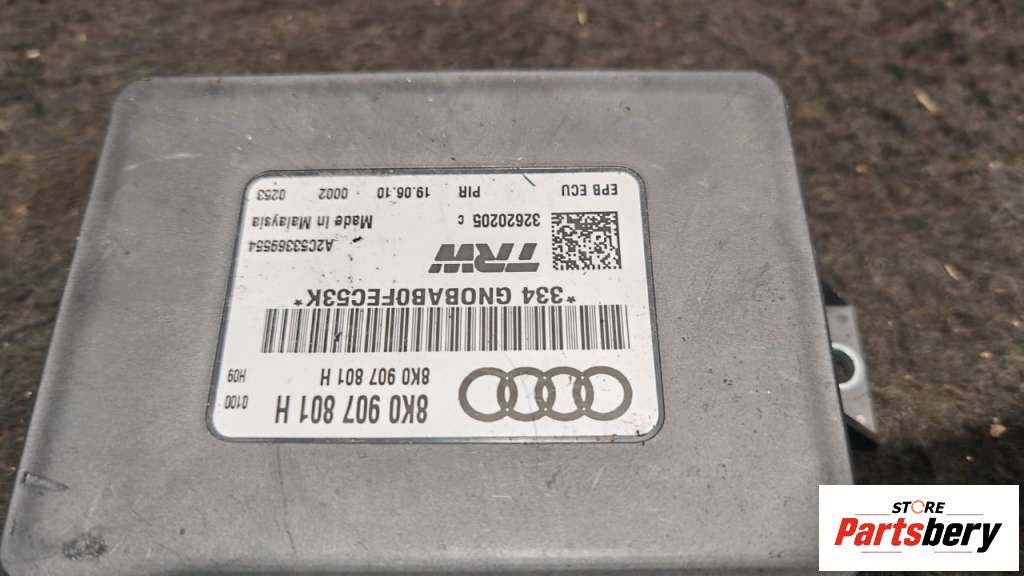 8K0 907 801 H
0100
8K0 907 801 H
H09
*334 GNOBAB0FEC53K*
TRW
A2C53369554
32620205 c
Made in Malaysia
EPB ECU
PIR
19.06.10
0002
0253
STORE
Partsbery